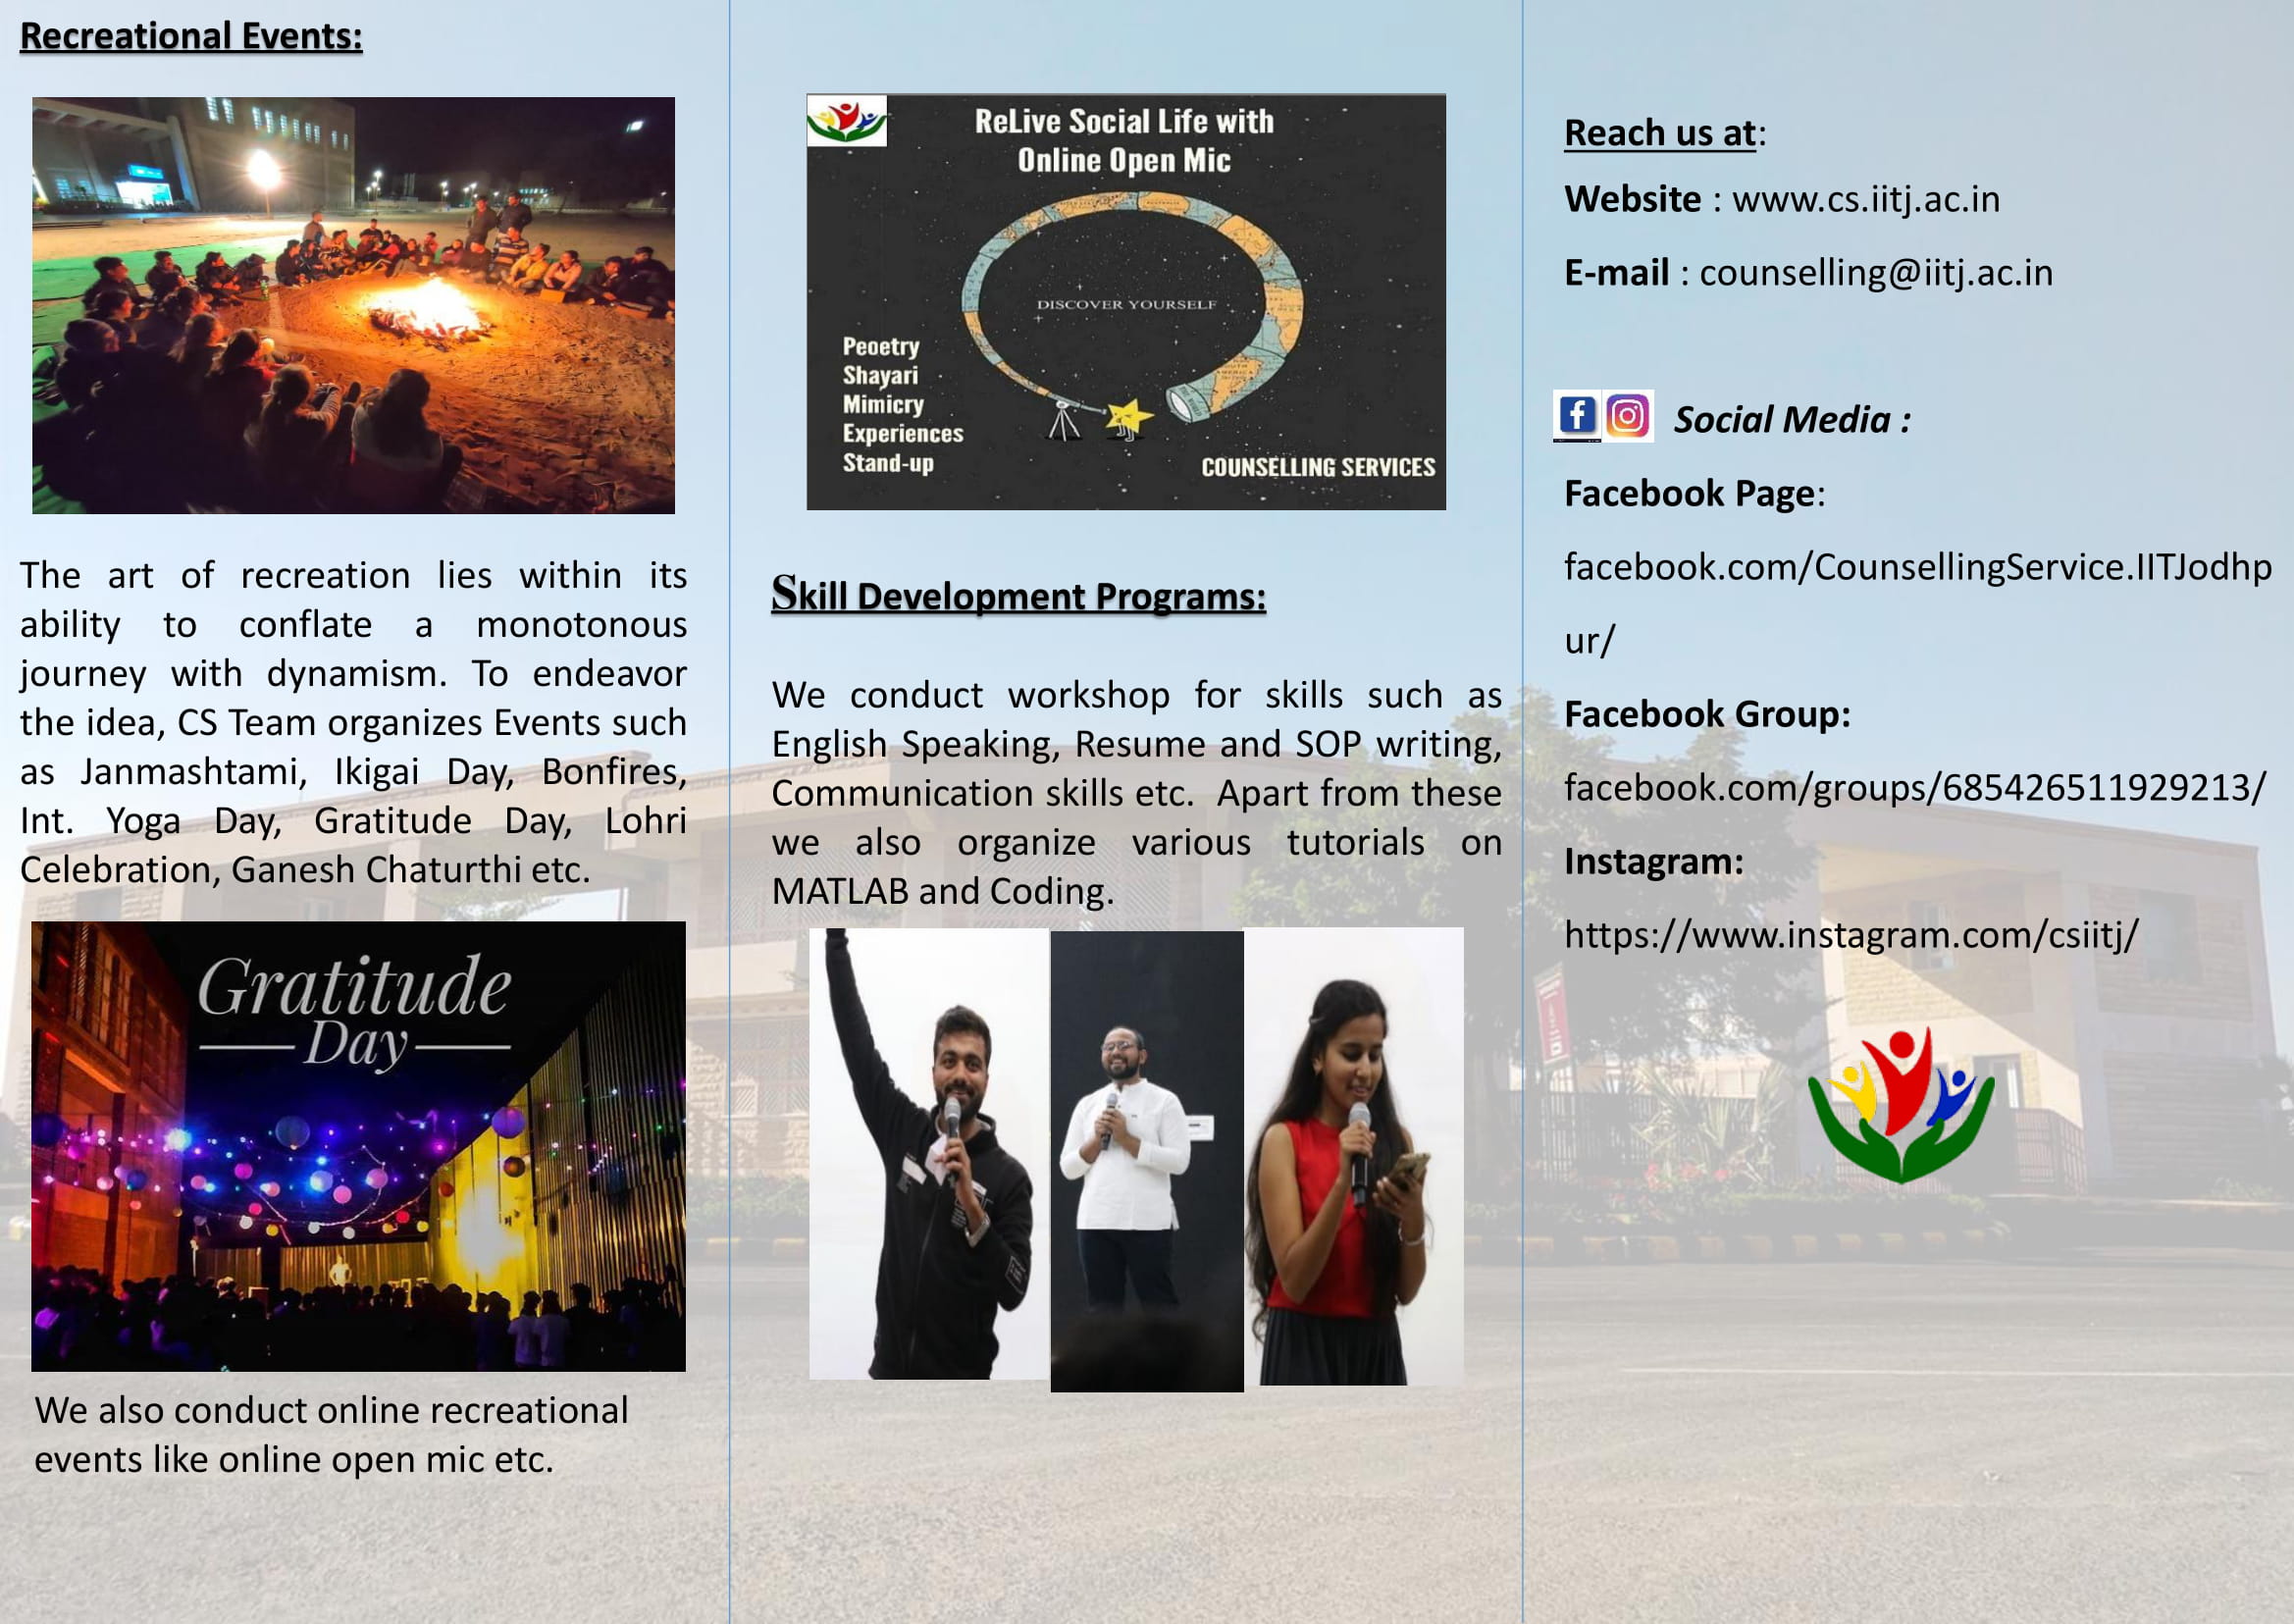 Recreational Events:
The art of recreation lies within its
ability to conflate a monotonous
journey with dynamism. To endeavor
the idea, CS Team organizes Events such
as Janmashtami, Ikigai Day, Bonfires,
Int. Yoga Day, Gratitude Day, Lohri
Celebration, Ganesh Chaturthi etc.
Gratitude
Day
We also conduct online recreational
events like online open mic etc.
ReLive Social Life with
Online Open Mic
DISCOVER YOURSELF
Peoetry
Shayari
Mimicry
Experiences
Stand-up
COUNSELLING SERVICES
Skill Development Programs:
We conduct workshop for skills such as
English Speaking, Resume and SOP writing,
Communication skills etc. Apart from these
we also organize various tutorials on
MATLAB and Coding.
Reach us at:
Website : www.cs.iitj.ac.in
E-mail : counselling@iitj.ac.in
Social Media :
Facebook Page:
facebook.com/CounsellingService.IITJodhp
ur/
Facebook Group:
facebook.com/groups/685426511929213/
Instagram:
https://www.instagram.com/csiitj/